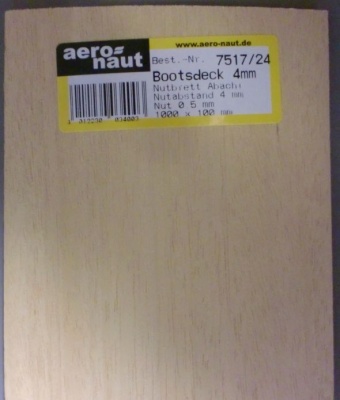 www.aero-naut.de
aero=
naut
Best.-Nr. 7517/24
Bootsdeck 4mm
Nutbrett Abachi
Nutabstand 4 mm
Nut 0.5 mm
1000 x 100 mm